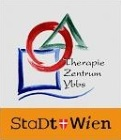 Therapie
Zentrum
Ybbs
StaDt Wien